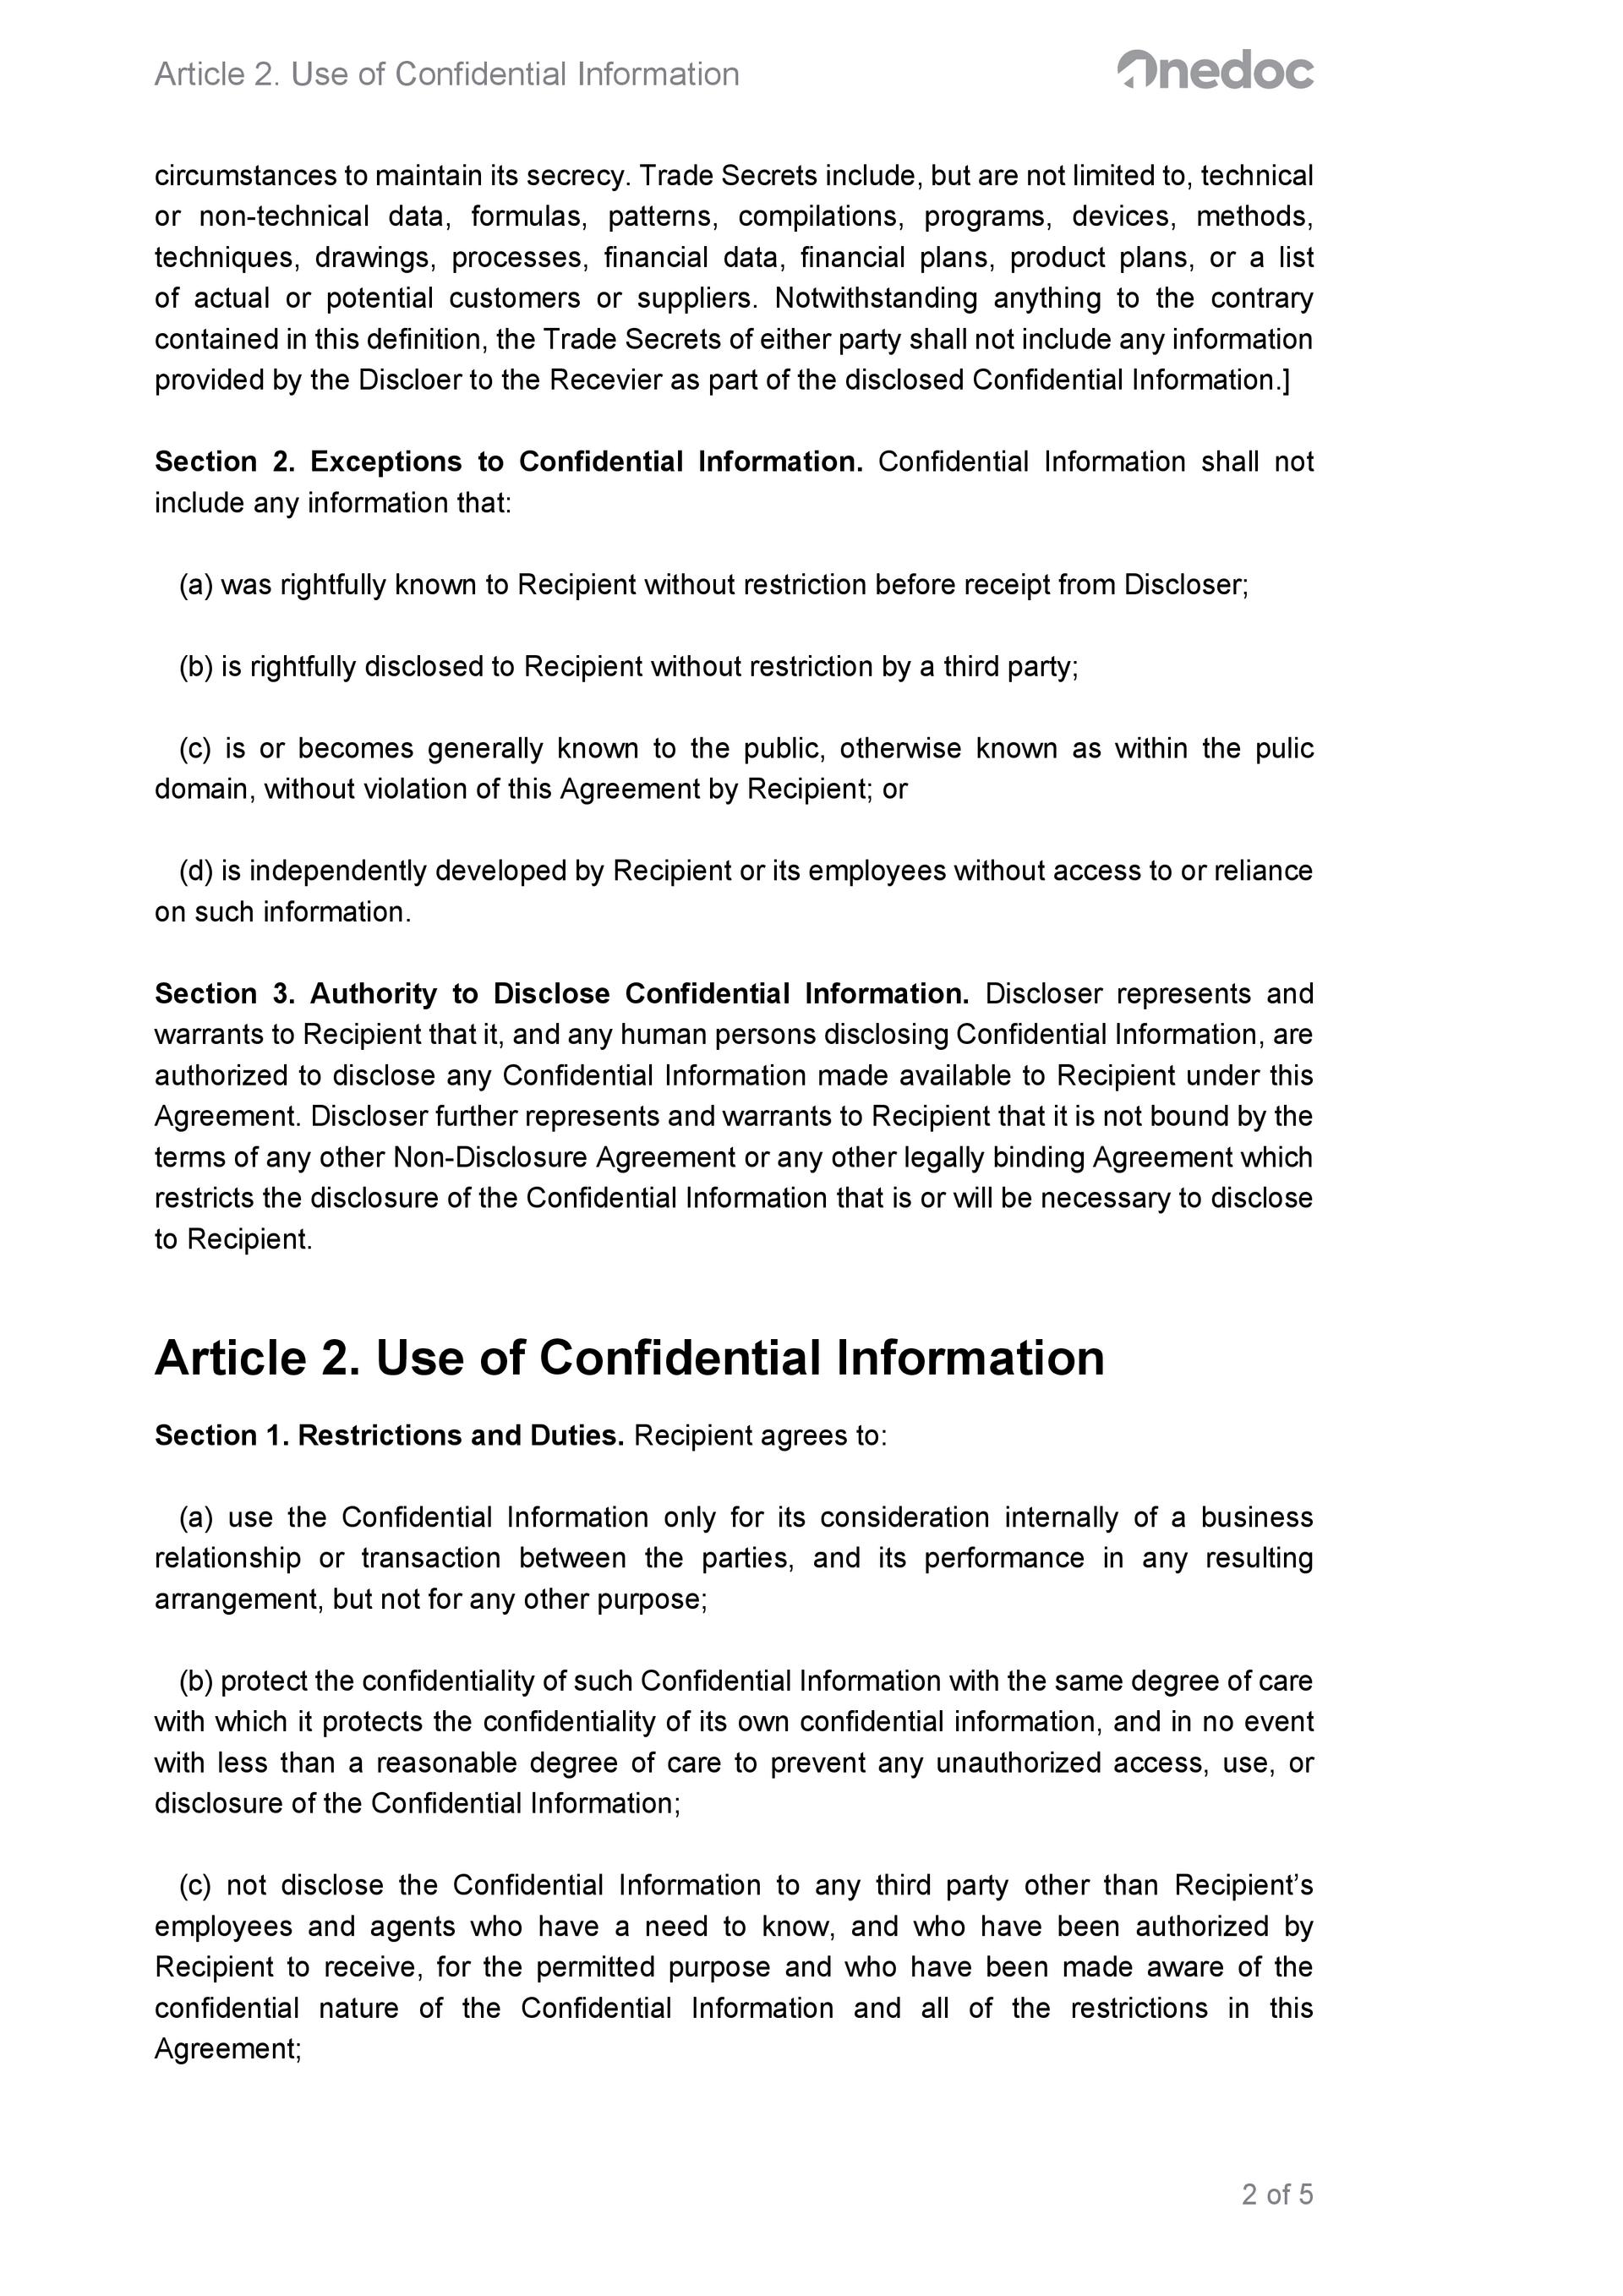 Article 2. Use of Confidential Information
Onedoc
circumstances to maintain its secrecy. Trade Secrets include, but are not limited to, technical
or non-technical data, formulas, patterns, compilations, programs, devices, methods,
techniques, drawings, processes, financial data, financial plans, product plans, or a list
of actual or potential customers or suppliers. Notwithstanding anything to the contrary
contained in this definition, the Trade Secrets of either party shall not include any information
provided by the Discloer to the Recevier as part of the disclosed Confidential Information.]
Section 2. Exceptions to Confidential Information. Confidential Information shall not
include any information that:
(a) was rightfully known to Recipient without restriction before receipt from Discloser;
(b) is rightfully disclosed to Recipient without restriction by a third party;
(c) is or becomes generally known to the public, otherwise known as within the pulic
domain, without violation of this Agreement by Recipient; or
(d) is independently developed by Recipient or its employees without access to or reliance
on such information.
Section 3. Authority to Disclose Confidential Information. Discloser represents and
warrants to Recipient that it, and any human persons disclosing Confidential Information, are
authorized to disclose any Confidential Information made available to Recipient under this
Agreement. Discloser further represents and warrants to Recipient that it is not bound by the
terms of any other Non-Disclosure Agreement or any other legally binding Agreement which
restricts the disclosure of the Confidential Information that is or will be necessary to disclose
to Recipient.
Article 2. Use of Confidential Information
Section 1. Restrictions and Duties. Recipient agrees to:
(a) use the Confidential Information only for its consideration internally of a business
relationship or transaction between the parties, and its performance in any resulting
arrangement, but not for any other purpose;
(b) protect the confidentiality of such Confidential Information with the same degree of care
with which it protects the confidentiality of its own confidential information, and in no event
with less than a reasonable degree of care to prevent any unauthorized access, use, or
disclosure of the Confidential Information;
(c) not disclose the Confidential Information to any third party other than Recipient’s
employees and agents who have a need to know, and who have been authorized by
Recipient to receive, for the permitted purpose and who have been made aware of the
confidential nature of the Confidential Information and all of the restrictions in this
Agreement;
2 of 5